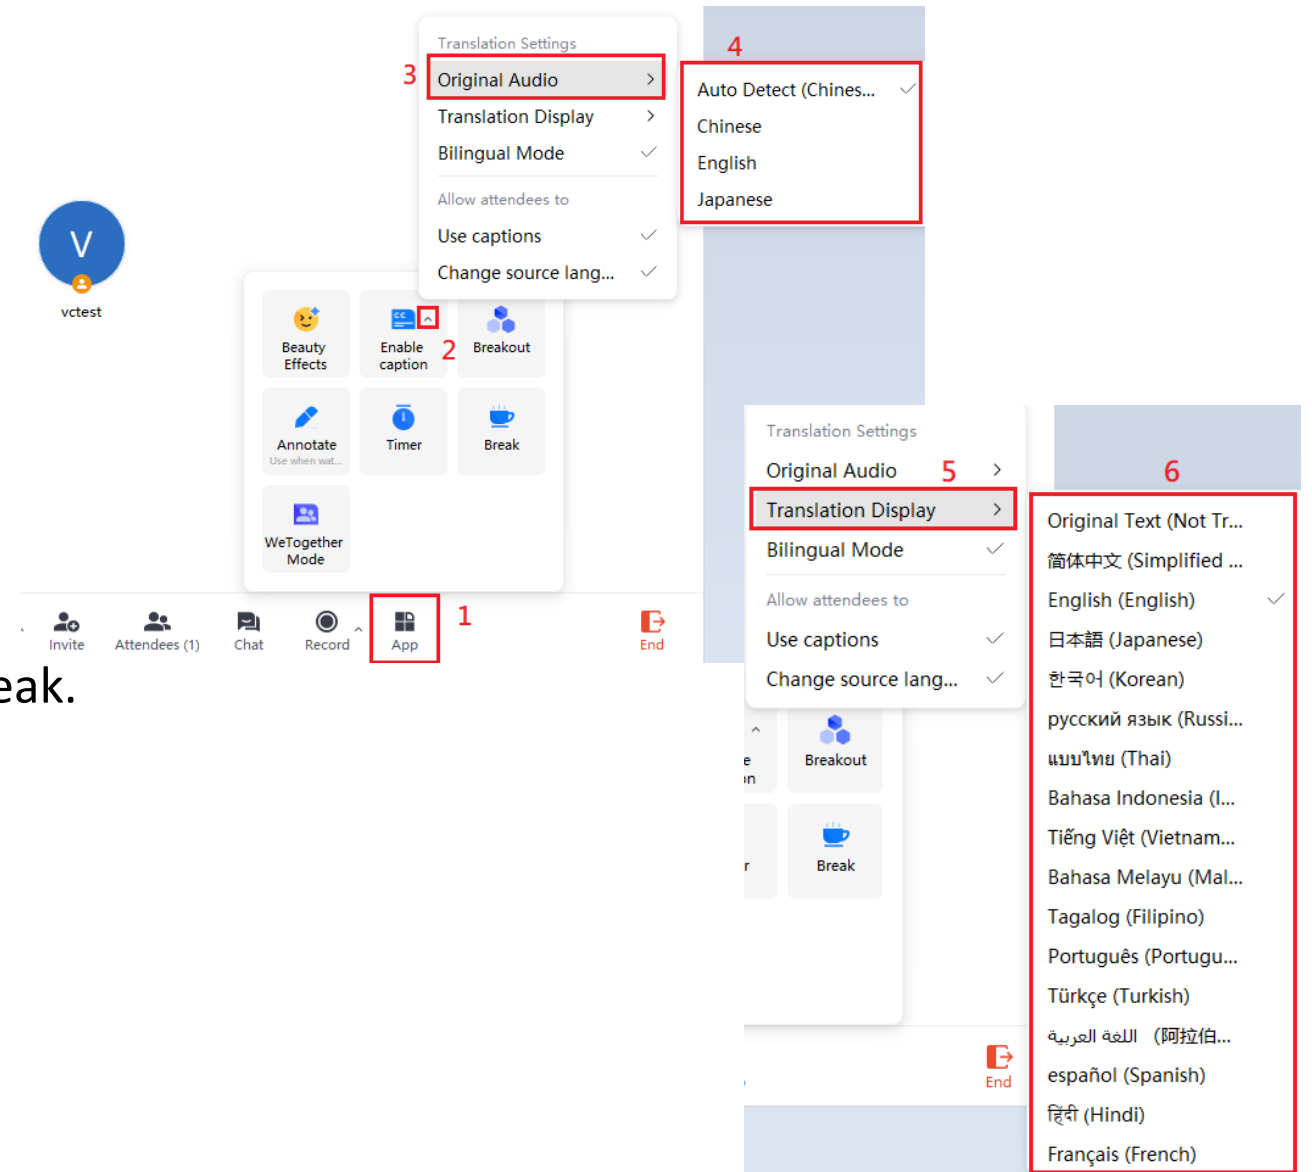 Translation Settings
3
Original Audio
Translation Display
Bilingual Mode
Allow attendees to
Use captions
Change source lang...
4
Auto Detect (Chines...
Chinese
English
Japanese
V
vctest
Beauty
Effects
CC
Enable
caption
2
Breakout
Annotate
Use when wat...
Timer
Break
WeTogether
Mode
Invite
Attendees (1)
Chat
Record
App
1
End
eak.
Translation Settings
Original Audio
5
Translation Display
Bilingual Mode
Allow attendees to
Use captions
Change source lang...
6
Original Text (Not Tr...
简体中文 (Simplified ...
English (English)
日本語 (Japanese)
한국어 (Korean)
русский язык (Russi...
แบบไทย (Thai)
Bahasa Indonesia (I...
Tiếng Việt (Vietnam...
Bahasa Melayu (Mal...
Tagalog (Filipino)
Português (Portugu...
Türkçe (Turkish)
اللغة العربية (阿拉伯...
español (Spanish)
हिंदी (Hindi)
Français (French)
e
on
Breakout
r
Break
End